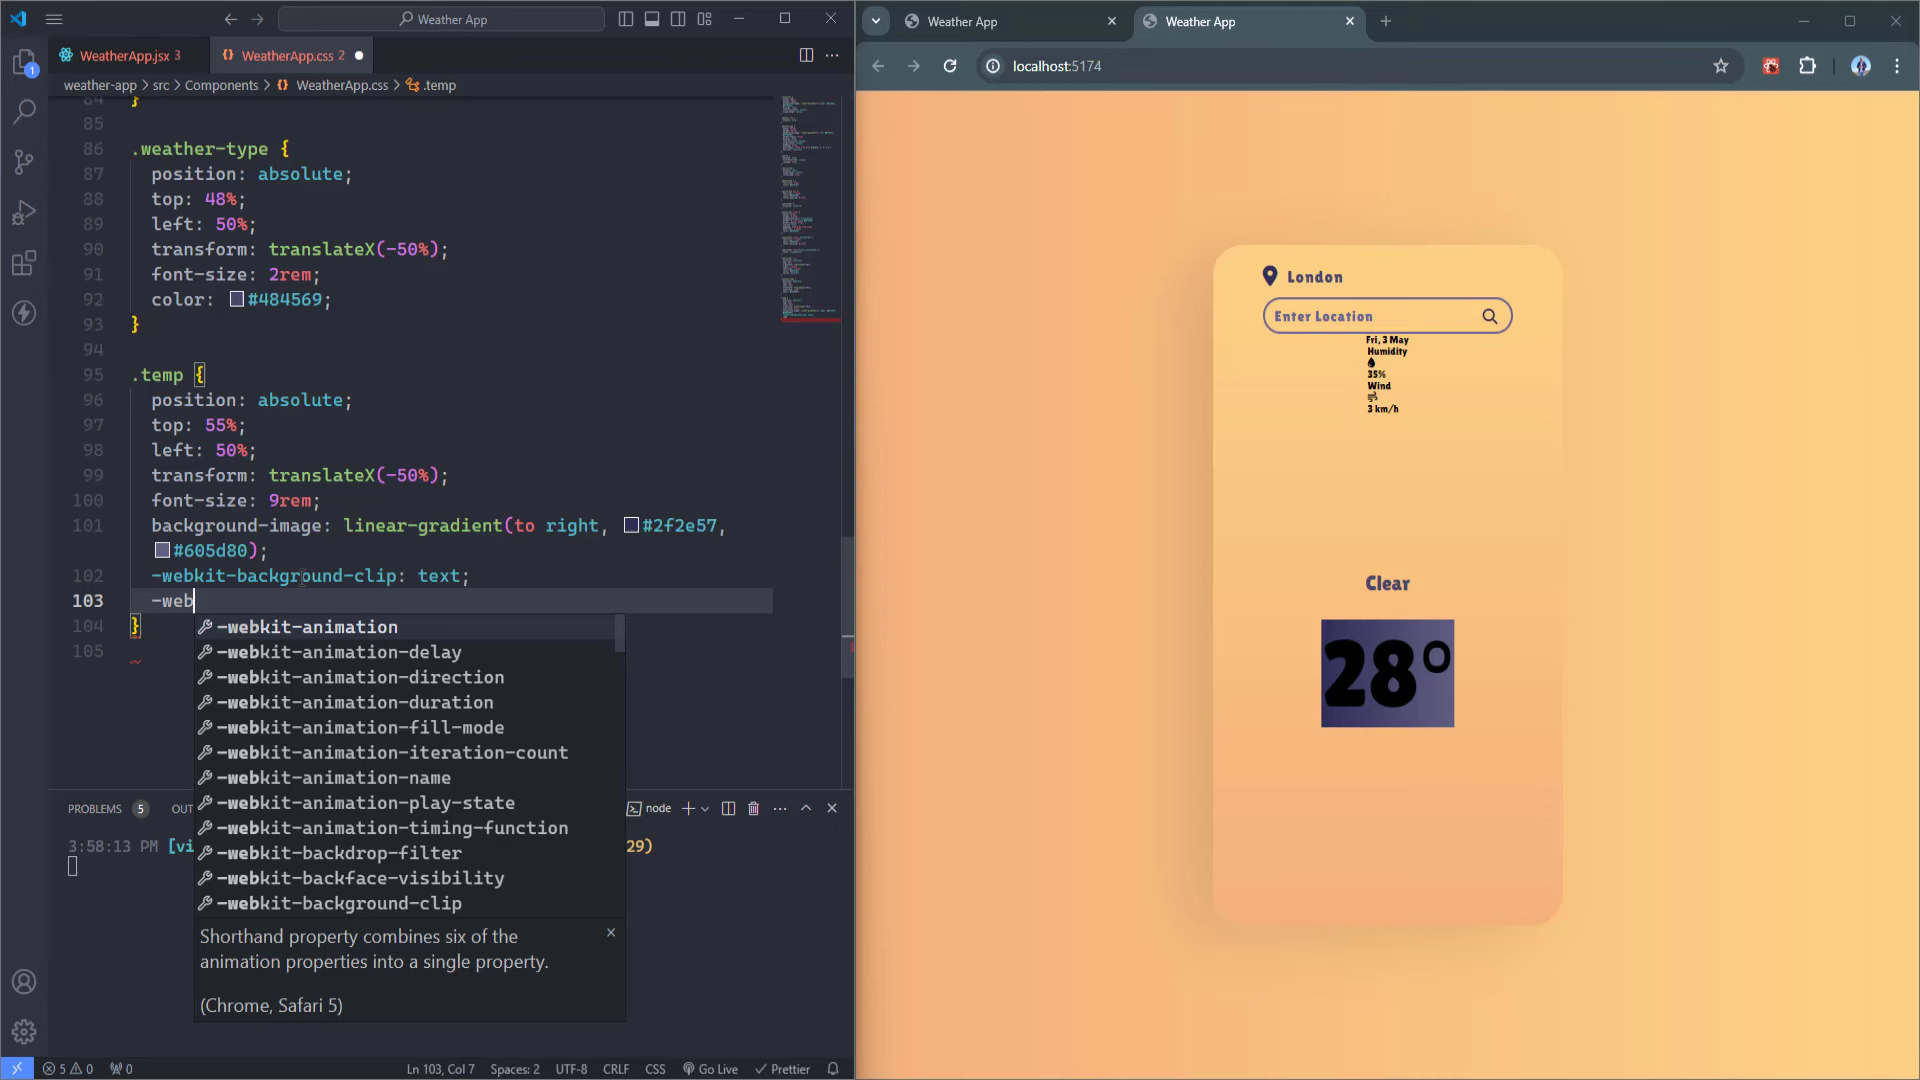 Weather App
WeatherApp.jsx 3
WeatherApp.css 2
weather-app > src > Components > WeatherApp.css > .temp
84 }
85
86 .weather-type {
87 position: absolute;
88 top: 48%;
89 left: 50%;
90 transform: translateX(-50%);
91 font-size: 2rem;
92 color: #484569;
93 }
94
95 .temp {
96 position: absolute;
97 top: 55%;
98 left: 50%;
99 transform: translateX(-50%);
100 font-size: 9rem;
101 background-image: linear-gradient(to right, #2f2e57,
#605d80);
102 -webkit-background-clip: text;
103 -web
104 }
105
-webkit-animation
-webkit-animation-delay
-webkit-animation-direction
-webkit-animation-duration
-webkit-animation-fill-mode
-webkit-animation-iteration-count
-webkit-animation-name
-webkit-animation-play-state
-webkit-animation-timing-function
-webkit-backdrop-filter
-webkit-backface-visibility
-webkit-background-clip
Shorthand property combines six of the
animation properties into a single property.
(Chrome, Safari 5)
PROBLEMS 5 OUT
node
3:58:13 PM [vi
29)
1
5 0 0
Ln 103, Col 7 Spaces: 2 UTF-8 CRLF CSS Go Live Prettier
Weather App
Weather App
localhost:5174
London
Enter Location
Fri, 3 May
Humidity
35%
Wind
3 km/h
Clear
28°